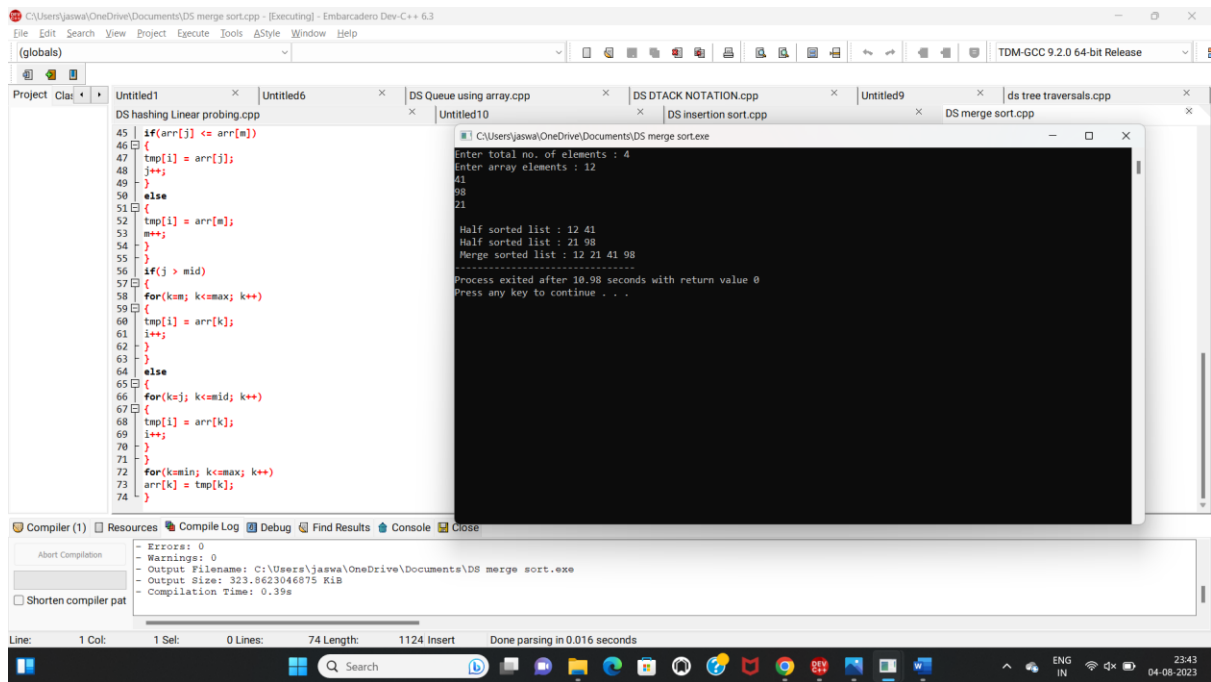 C:\Users\jaswa\OneDrive\Documents\DS merge sort.cpp - [Executing] - Embarcadero Dev-C++ 6.3
File Edit Search View Project Execute Tools AStyle Window Help
(globals)
TDM-GCC 9.2.0 64-bit Release
Project Clas
Untitled1 Untitled6 DS Queue using array.cpp DS DTACK NOTATION.cpp Untitled9 ds tree traversals.cpp
DS hashing Linear probing.cpp Untitled10 DS insertion sort.cpp DS merge sort.cpp
45 if(arr[j] <= arr[m])
46 {
47 tmp[i] = arr[j];
48 j++;
49 }
50 else
51 {
52 tmp[i] = arr[m];
53 m++;
54 }
55 }
56 if(j > mid)
57 {
58 for(k=m; k<=max; k++)
59 {
60 tmp[i] = arr[k];
61 i++;
62 }
63 }
64 else
65 {
66 for(k=j; k<=mid; k++)
67 {
68 tmp[i] = arr[k];
69 i++;
70 }
71 }
72 for(k=min; k<=max; k++)
73 arr[k] = tmp[k];
74 }
C:\Users\jaswa\OneDrive\Documents\DS merge sort.exe
Enter total no. of elements : 4
Enter array elements : 12
41
98
21
Half sorted list : 12 41
Half sorted list : 21 98
Merge sorted list : 12 21 41 98
--------------------------------
Process exited after 10.98 seconds with return value 0
Press any key to continue . . .
Compiler (1) Resources Compile Log Debug Find Results Console Close
Abort Compilation
Shorten compiler pat
- Errors: 0
- Warnings: 0
- Output Filename: C:\Users\jaswa\OneDrive\Documents\DS merge sort.exe
- Output Size: 323.8623046875 KiB
- Compilation Time: 0.39s
Line: 1 Col: 1 Sel: 0 Lines: 74 Length: 1124 Insert Done parsing in 0.016 seconds
Search
ENG
IN
23:43
04-08-2023